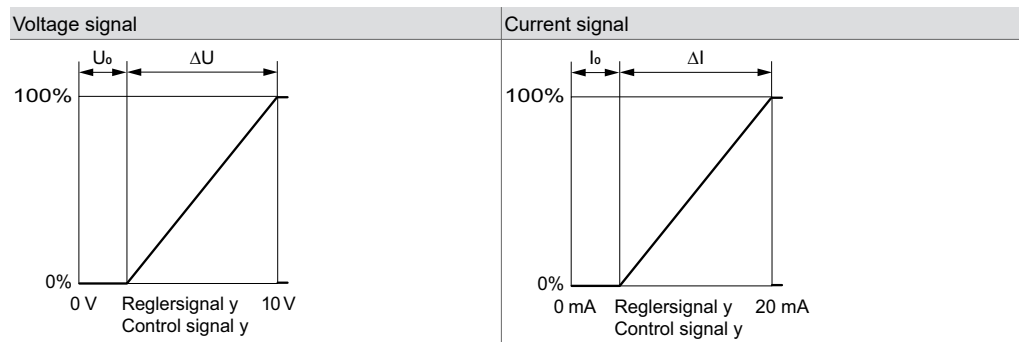 Voltage signal
Current signal
U₀ ΔU
100%
0%
0 V Reglersignal y 10 V
Control signal y
I₀ ΔI
100%
0%
0 mA Reglersignal y 20 mA
Control signal y